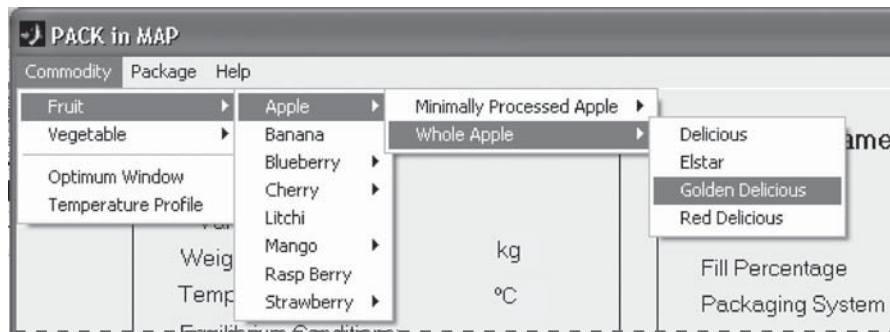 PACK in MAP
Commodity Package Help
Fruit
Vegetable
Optimum Window
Temperature Profile
Apple
Banana
Blueberry
Cherry
Litchi
Mango
Rasp Berry
Strawberry
Minimally Processed Apple
Whole Apple
Delicious
Elstar
Golden Delicious
Red Delicious
Weig
kg
Temp
ºC
Fill Percentage
Packaging System